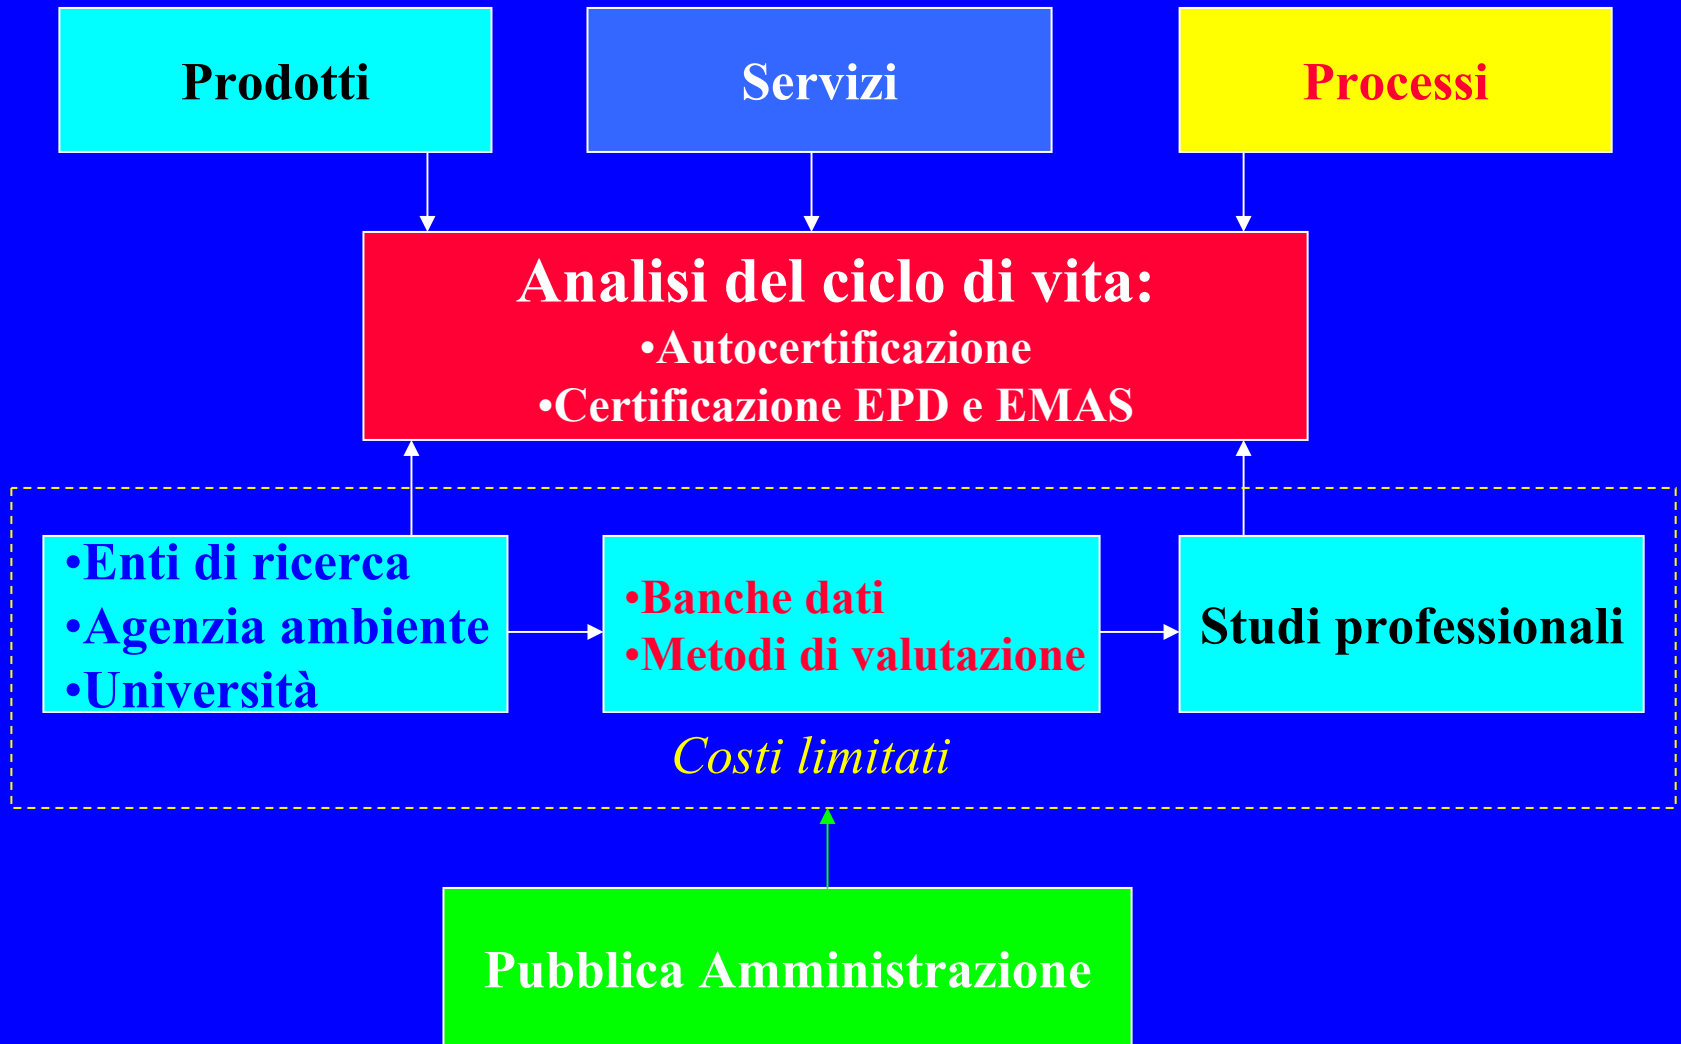 Prodotti
Servizi
Processi
Analisi del ciclo di vita:
•Autocertificazione
•Certificazione EPD e EMAS
•Enti di ricerca
•Agenzia ambiente
•Università
•Banche dati
•Metodi di valutazione
Studi professionali
Costi limitati
Pubblica Amministrazione